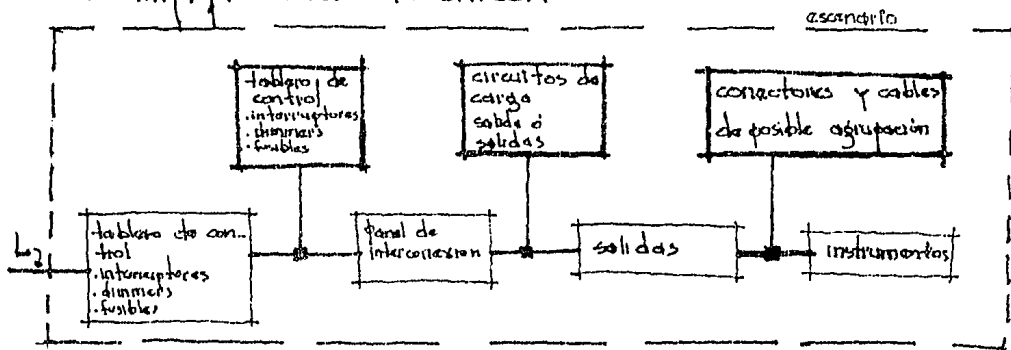 escenario
tablero de
control
.interruptores
.dimmers
.fusibles
circuitos de
carga
salida ó
salidas
conectores y cables
de posible agrupación
luz
tablero de con-
trol
.interruptores
.dimmers
.fusibles
Panel de
interconexion
salidas
instrumentos